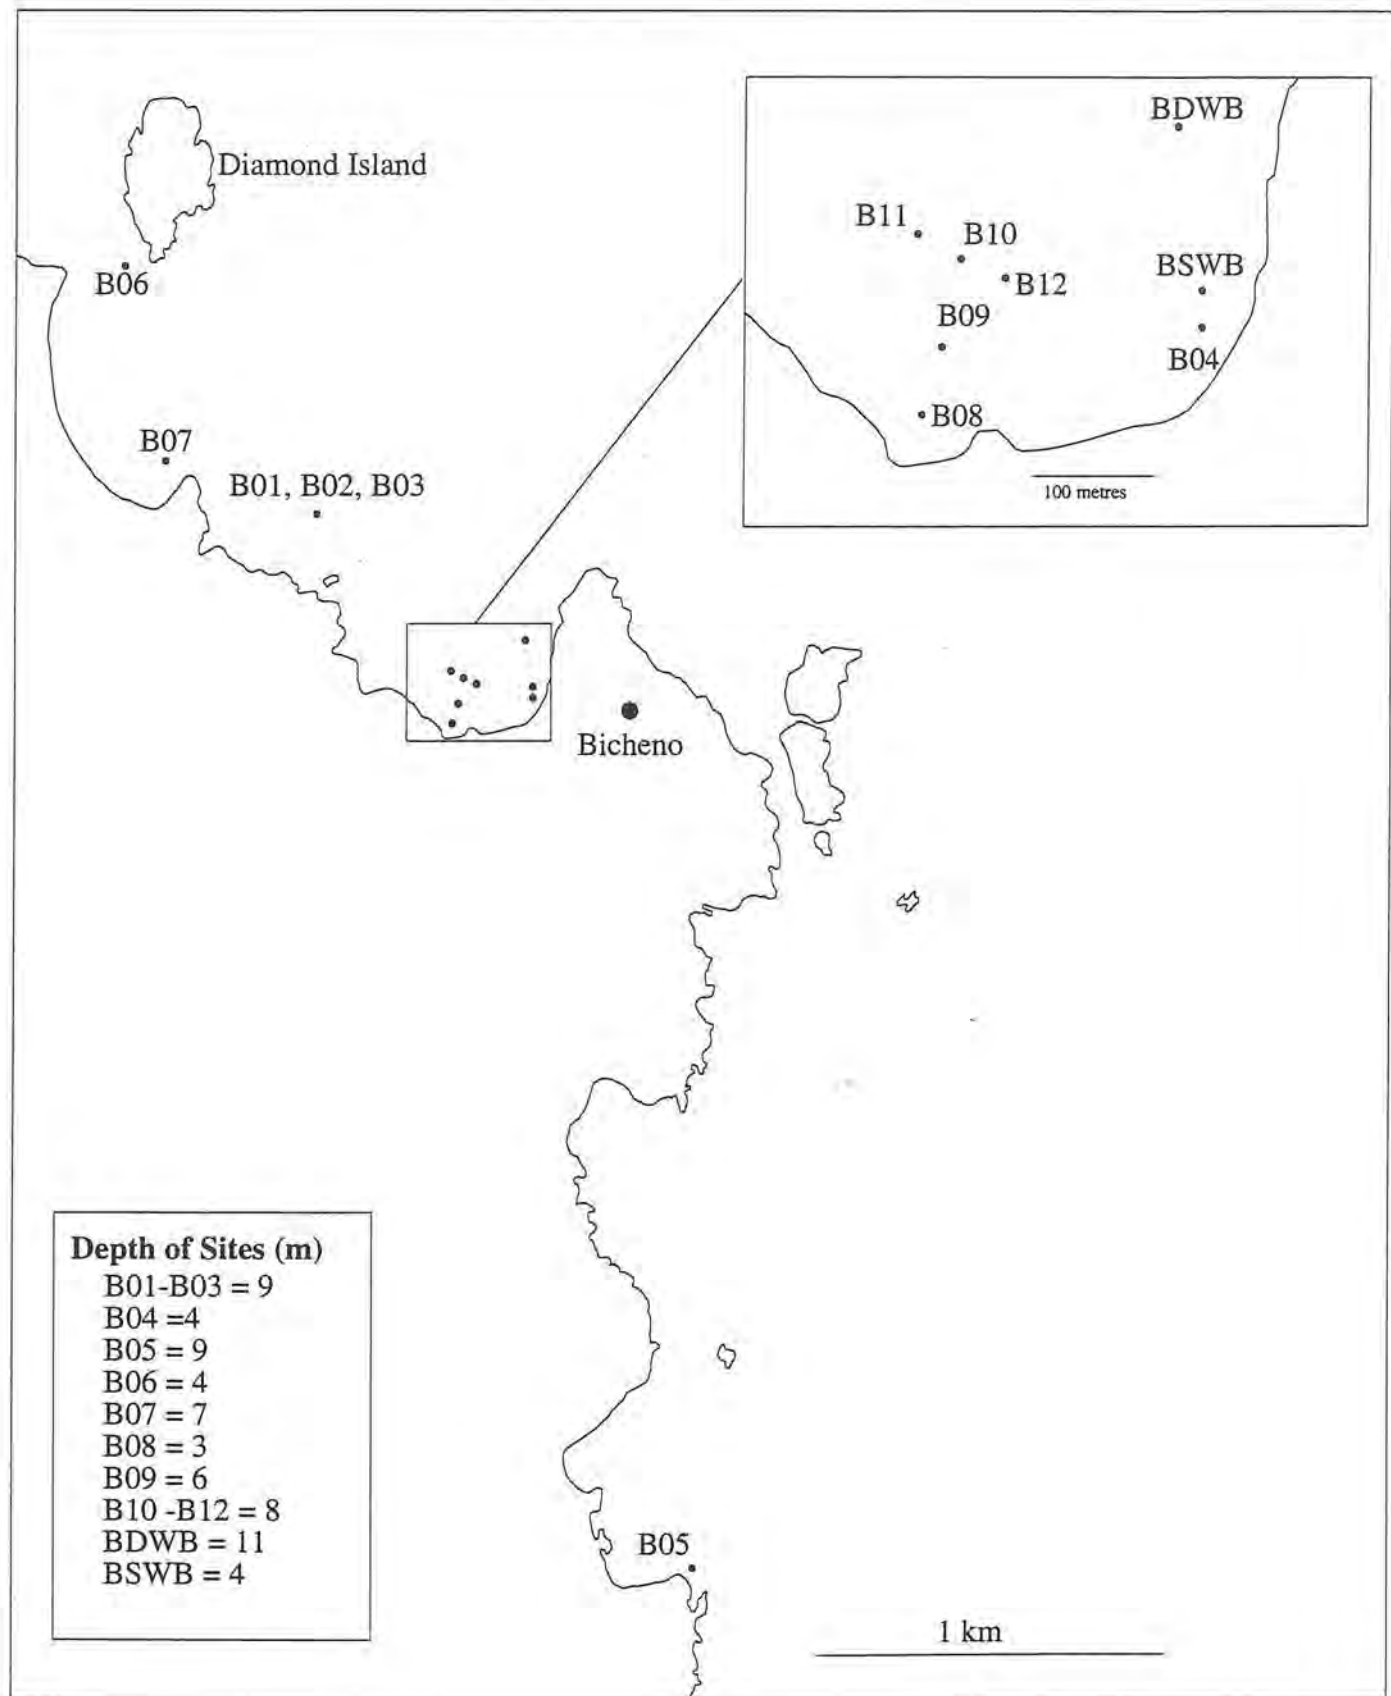 Diamond Island
B06
B07
B01, B02, B03
Bicheno
BDWB
B11
B10
BSWB
B12
B09
B04
B08
100 metres
Depth of Sites (m)
B01-B03 = 9
B04 =4
B05 = 9
B06 = 4
B07 = 7
B08 = 3
B09 = 6
B10 -B12 = 8
BDWB = 11
BSWB = 4
B05
1 km